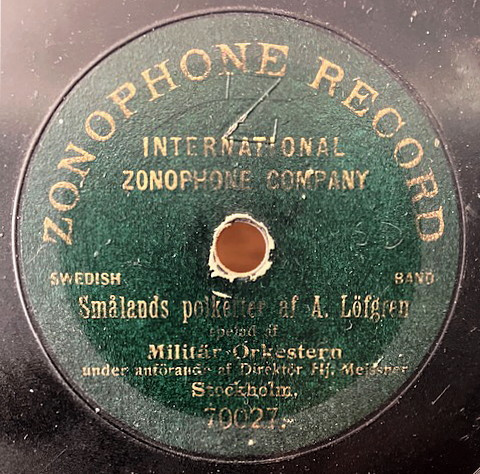 ZONOPHONE RECORD
INTERNATIONAL
ZONOPHONE COMPANY
SWEDISH BAND
Smålands polketter af A. Löfgren
spelad af
Militär-Orkestern
under anförande af Direktör Hj. Meissner
Stockholm.
70027.